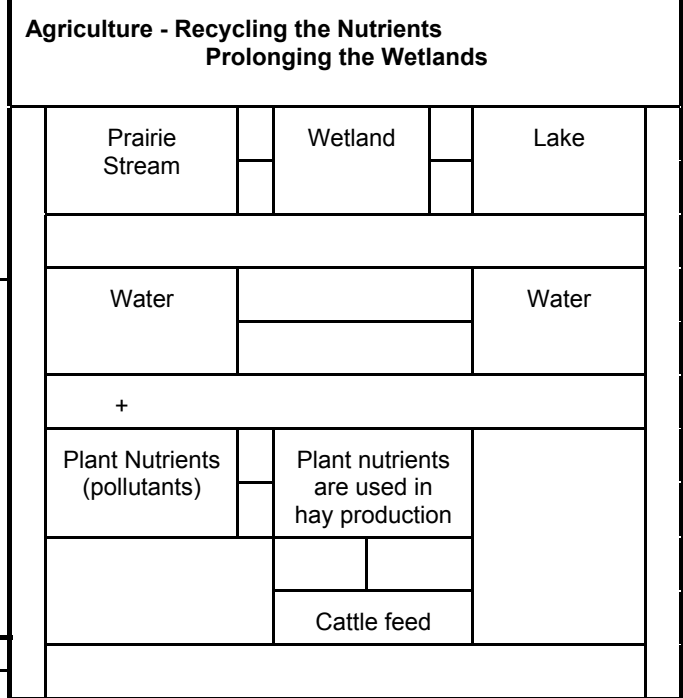 Agriculture - Recycling the Nutrients
Prolonging the Wetlands
Prairie
Stream
Wetland
Lake
Water
Water
+
Plant Nutrients
(pollutants)
Plant nutrients
are used in
hay production
Cattle feed